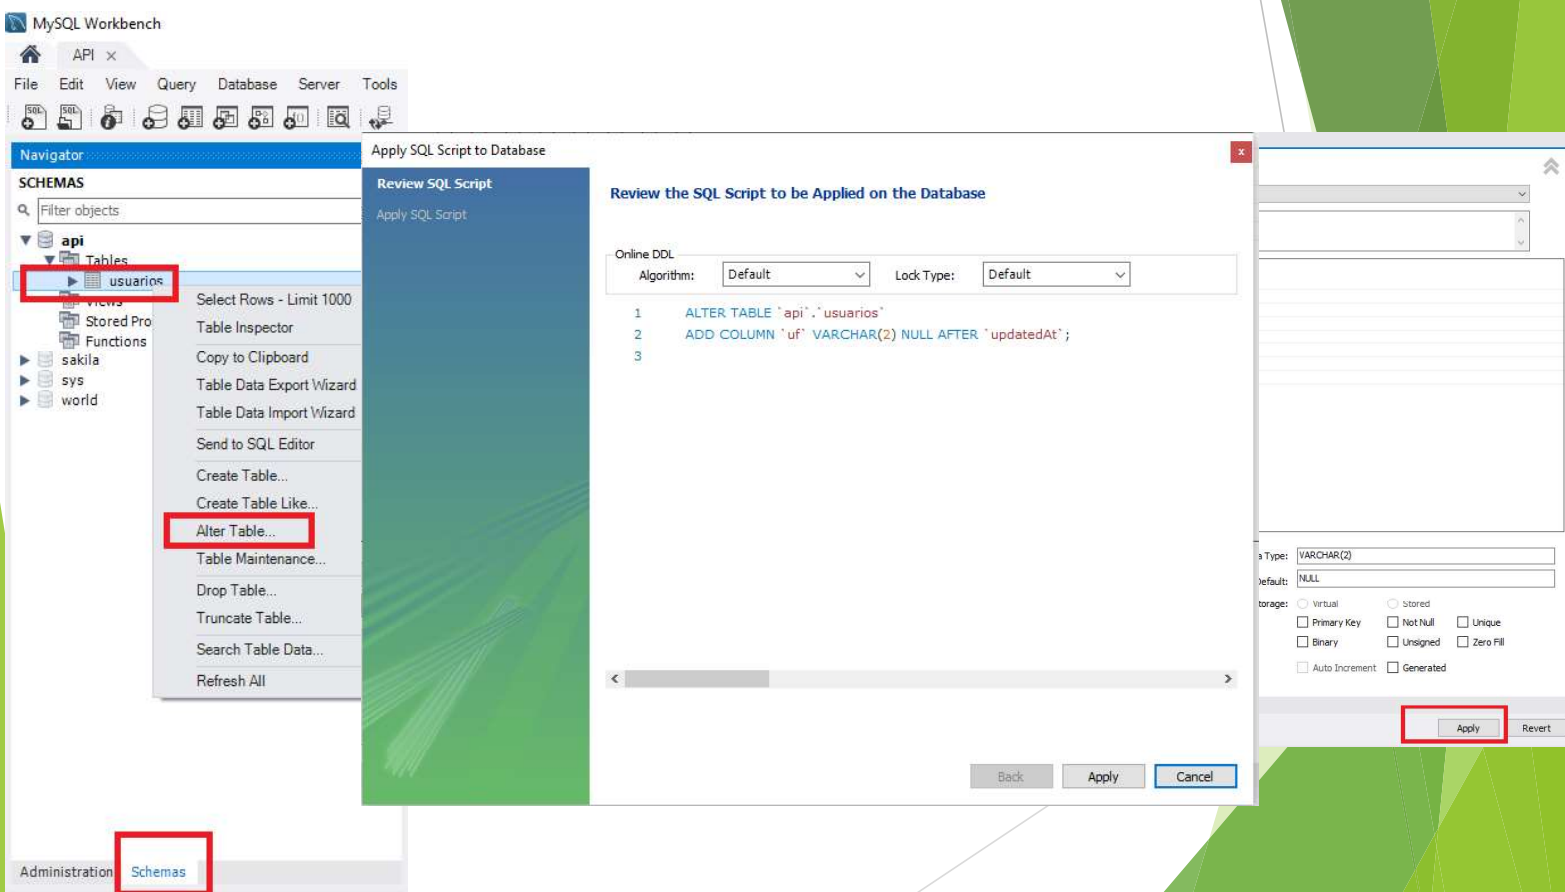 MySQL Workbench
API ×
File Edit View Query Database Server Tools
SQL SQL
Navigator
SCHEMAS
Filter objects
api
Tables
usuarios
Views
Stored Pro
Functions
sakila
sys
world
Select Rows - Limit 1000
Table Inspector
Copy to Clipboard
Table Data Export Wizard
Table Data Import Wizard
Send to SQL Editor
Create Table...
Create Table Like...
Alter Table...
Table Maintenance...
Drop Table...
Truncate Table...
Search Table Data...
Refresh All
Administration Schemas
Apply SQL Script to Database
x
Review SQL Script
Apply SQL Script
Review the SQL Script to be Applied on the Database
Online DDL
Algorithm: Default Lock Type: Default
1 ALTER TABLE `api`.`usuarios`
2 ADD COLUMN `uf` VARCHAR(2) NULL AFTER `updatedAt`;
3
Back Apply Cancel
a Type: VARCHAR(2)
Default: NULL
torage: Virtual Stored
Primary Key Not Null Unique
Binary Unsigned Zero Fill
Auto Increment Generated
Apply Revert